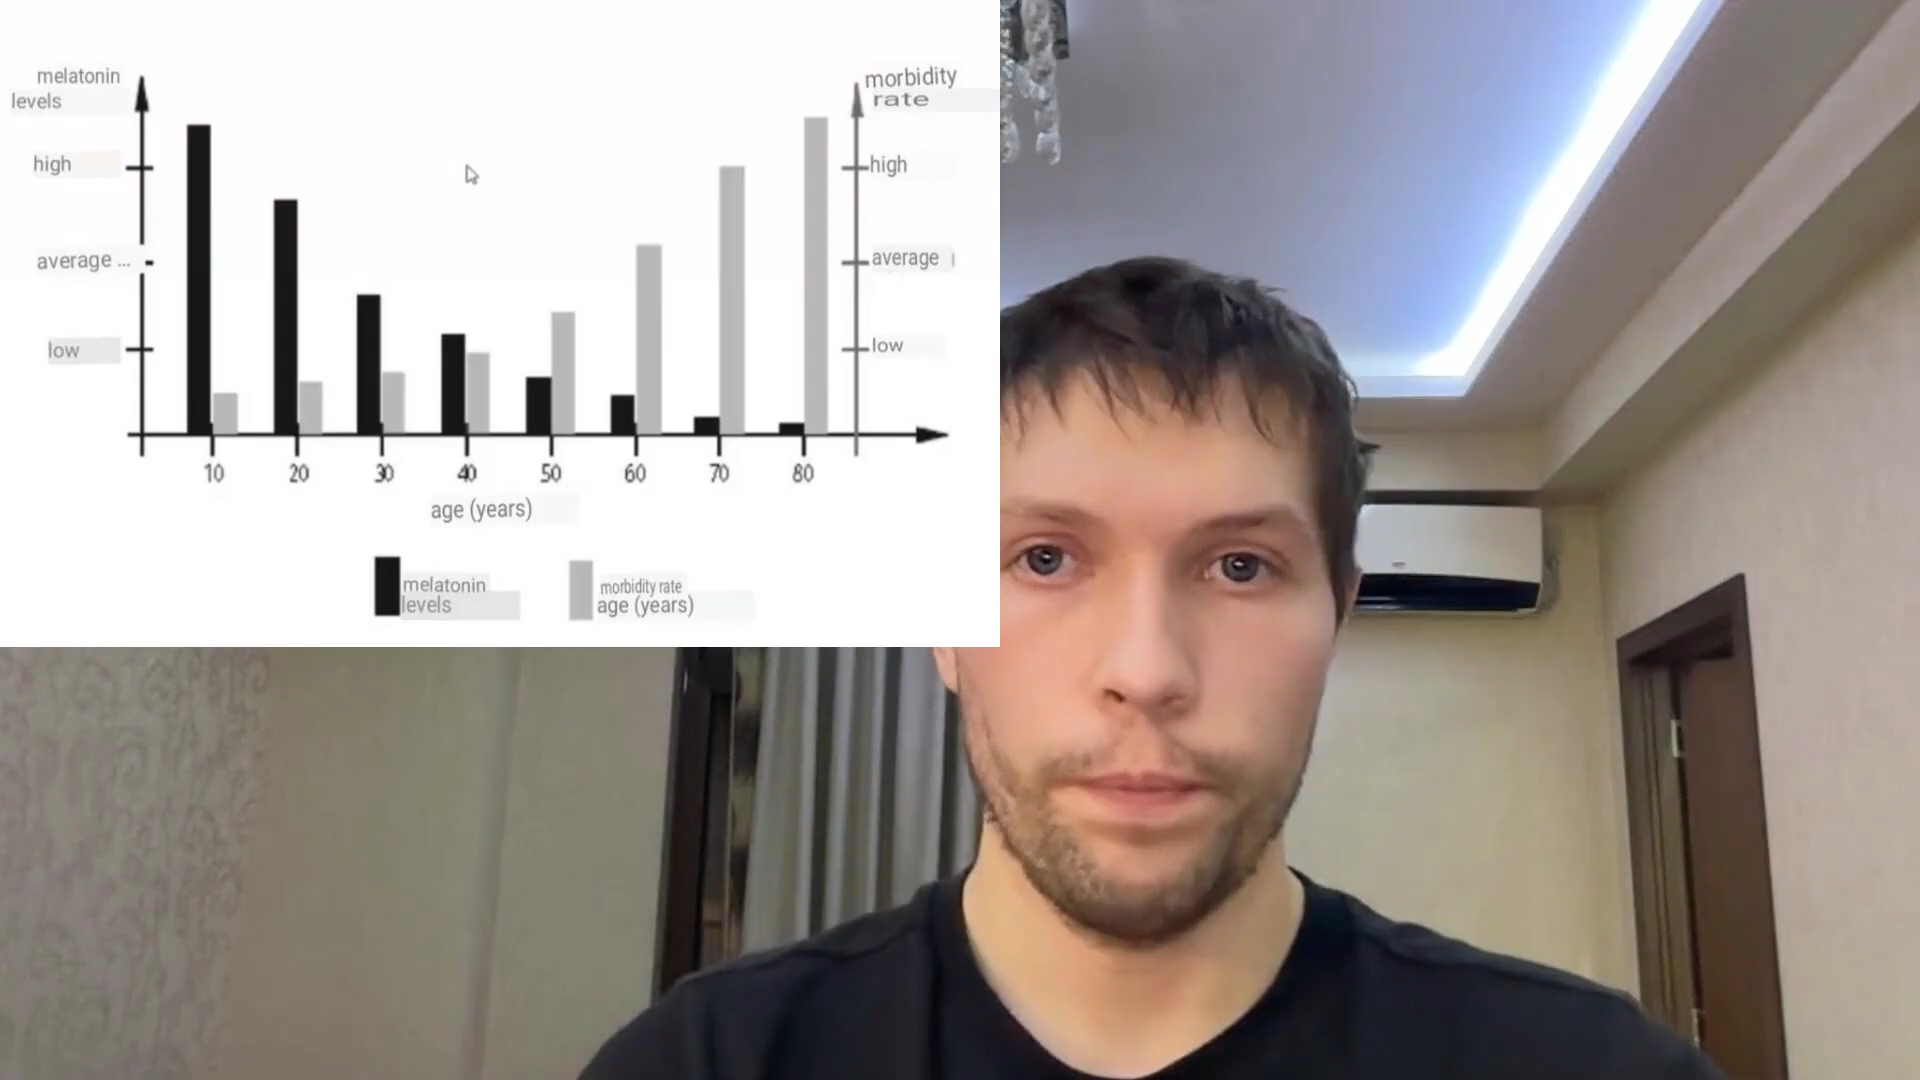 melatonin
levels
morbidity
rate
high
high
average ...
average
low
low
10 20 30 40 50 60 70 80
age (years)
melatonin
levels
morbidity rate
age (years)